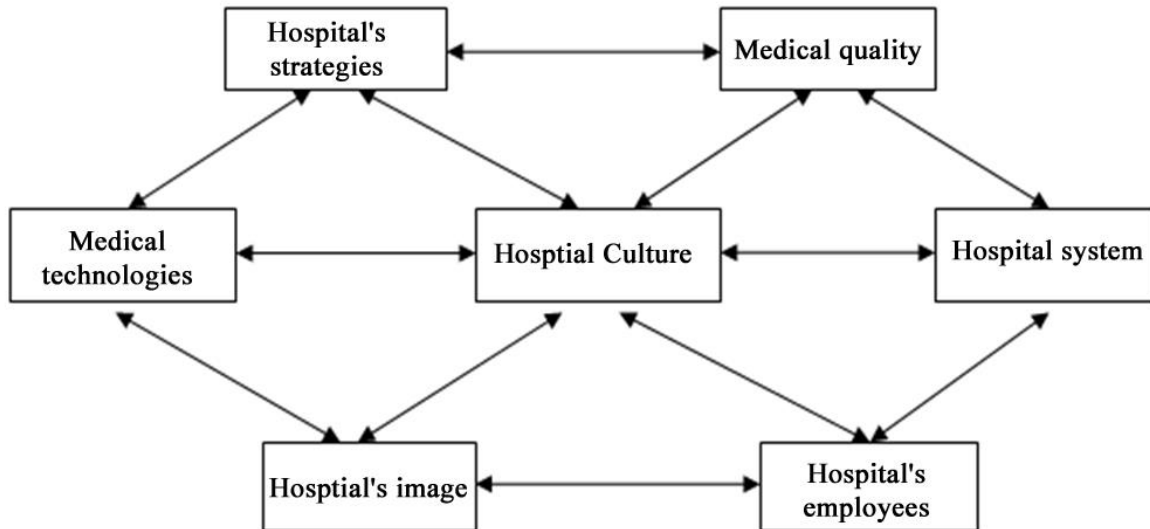 Hospital's
strategies
Medical quality
Medical
technologies
Hosptial Culture
Hospital system
Hosptial's image
Hospital's
employees